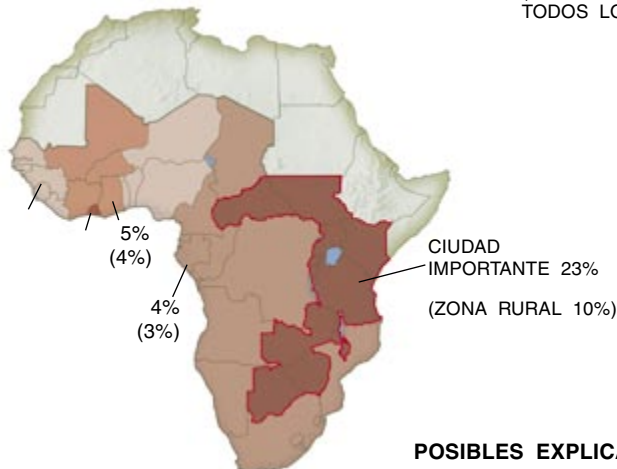 TODOS LO
5%
(4%)
4%
(3%)
CIUDAD
IMPORTANTE 23%
(ZONA RURAL 10%)
POSIBLES EXPLICA